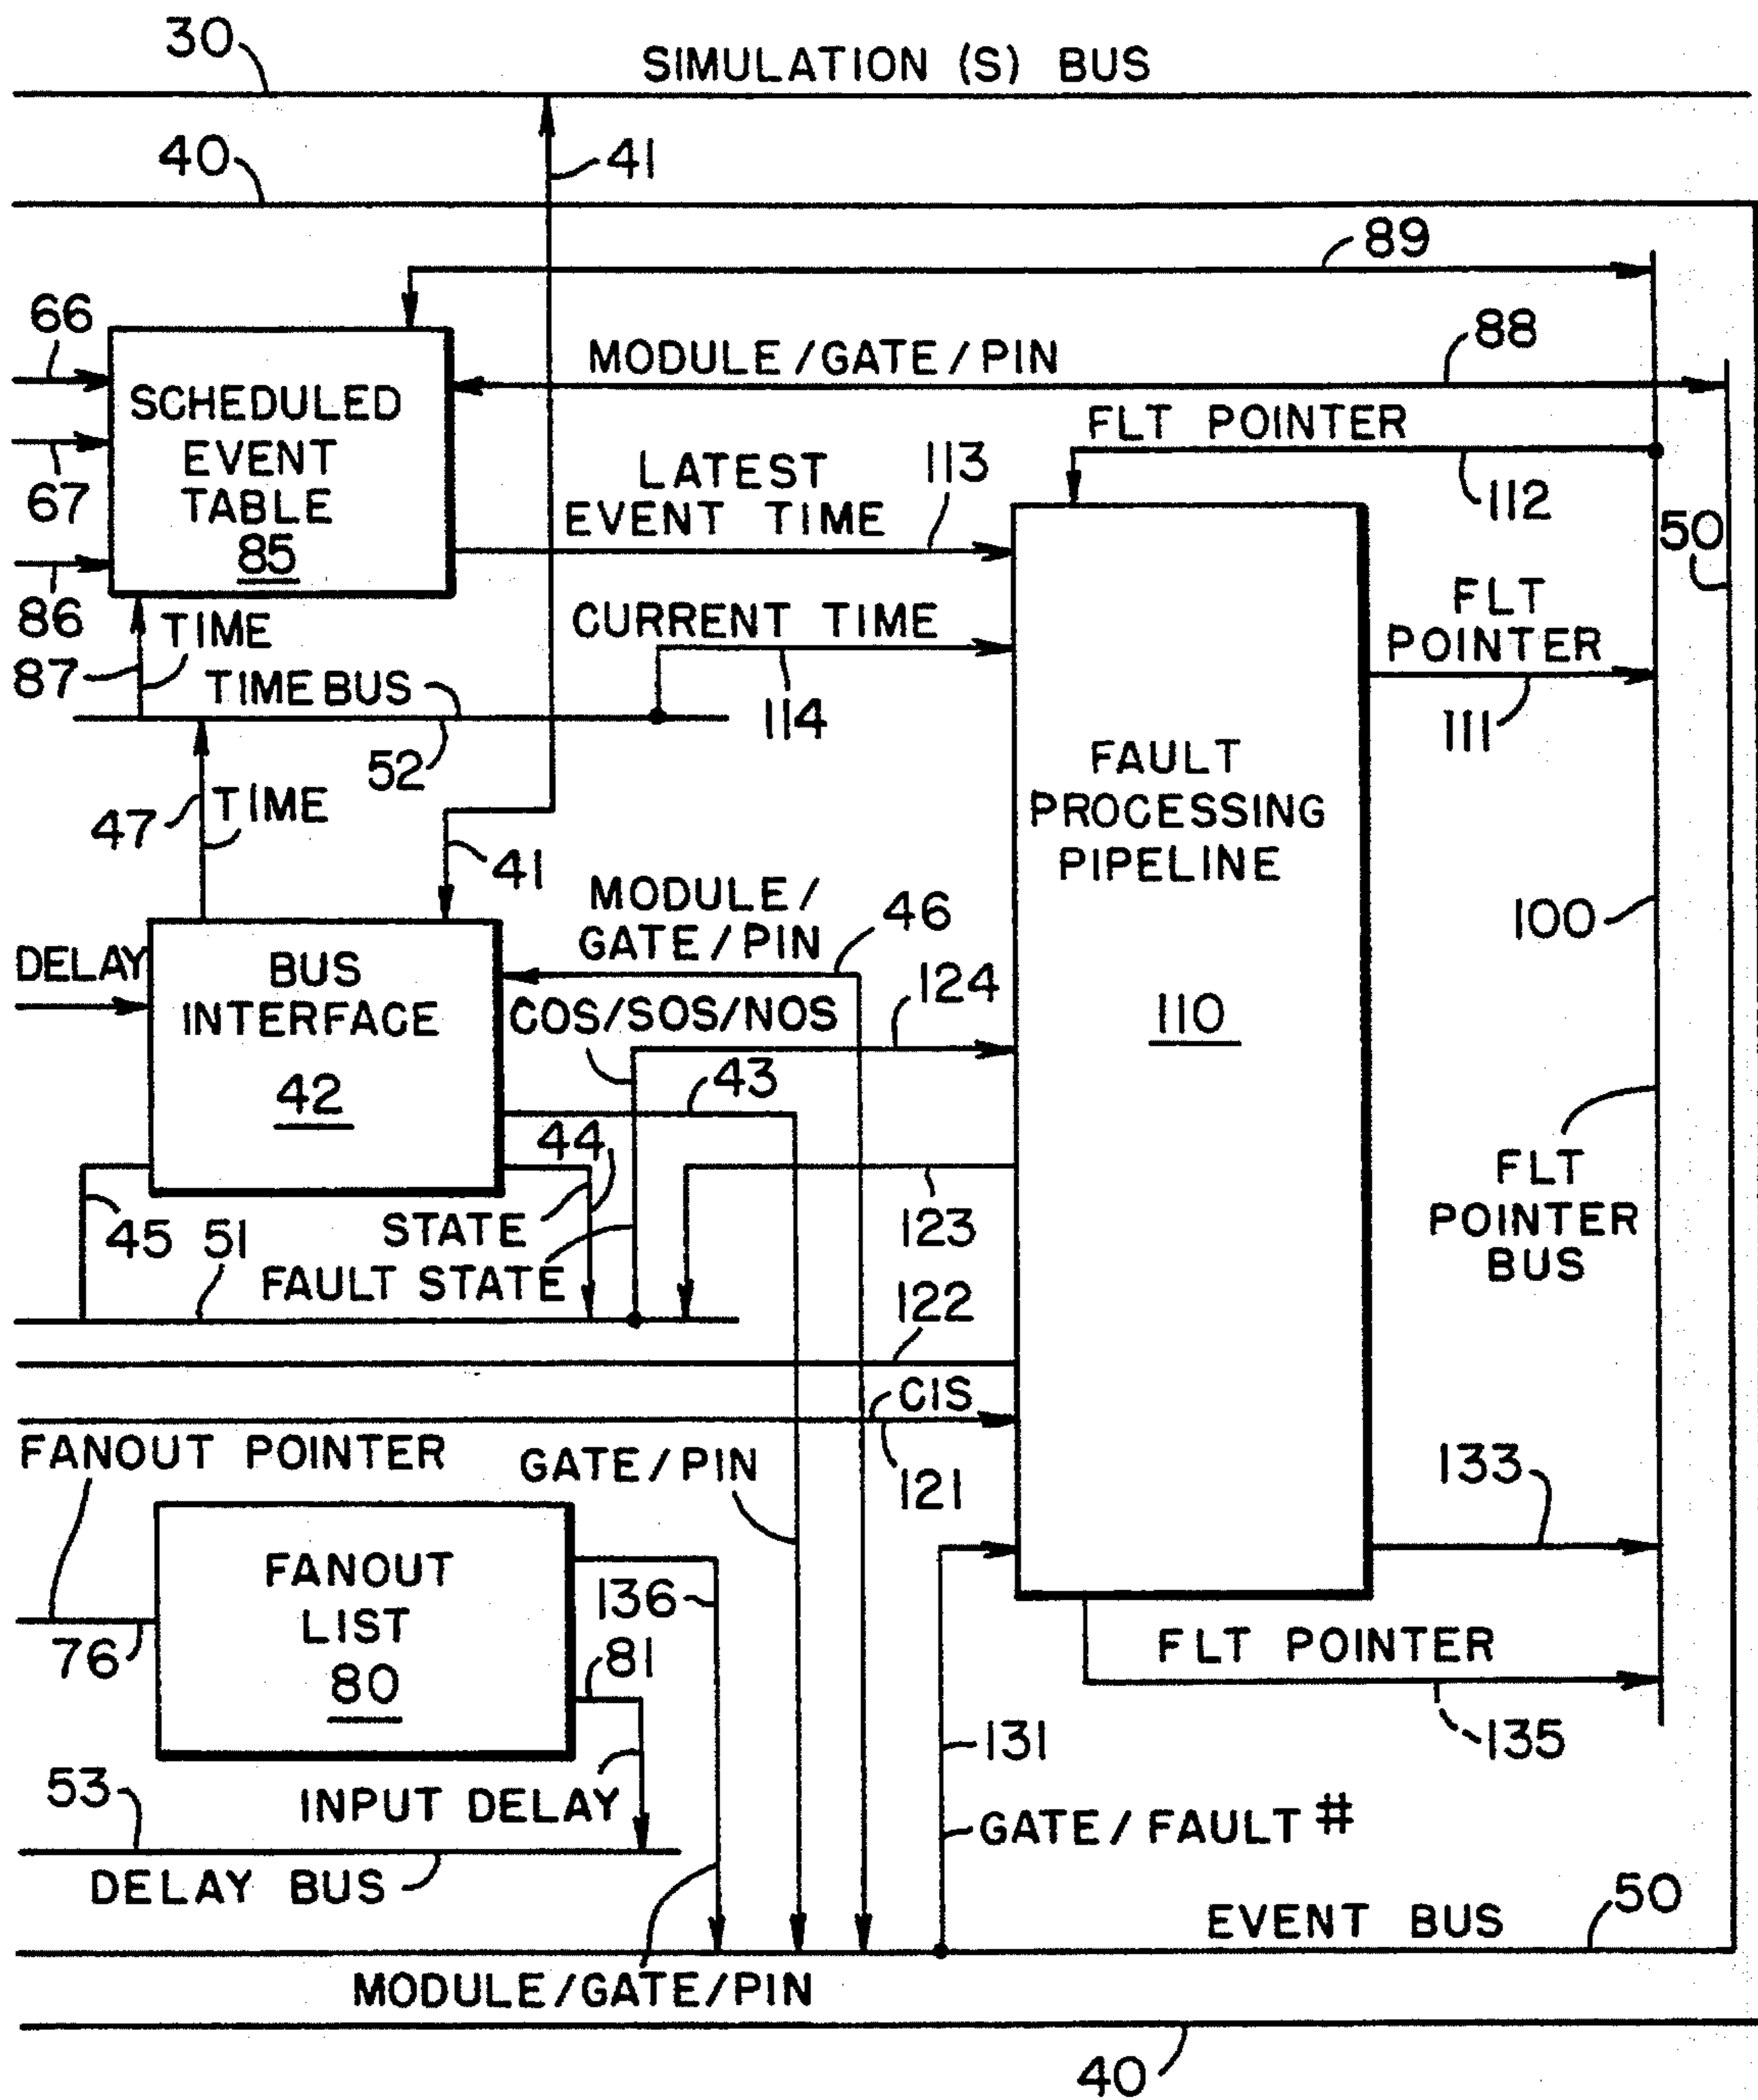 30
SIMULATION (S) BUS
40
41
89
66
MODULE/GATE/PIN
88
SCHEDULED
EVENT
TABLE
85
67
86
FLT POINTER
112
LATEST
EVENT TIME
113
50
87
TIME
TIME BUS
CURRENT TIME
114
FLT
POINTER
111
52
47
TIME
FAULT
PROCESSING
PIPELINE
110
41
MODULE/
GATE/PIN
46
100
DELAY
BUS
INTERFACE
42
COS/SOS/NOS
124
43
44
FLT
POINTER
BUS
45
51
STATE
FAULT STATE
123
122
CIS
121
FANOUT POINTER
GATE/PIN
133
FANOUT
LIST
80
76
136
81
FLT POINTER
135
131
53
INPUT DELAY
GATE/FAULT #
DELAY BUS
EVENT BUS
50
MODULE/GATE/PIN
40